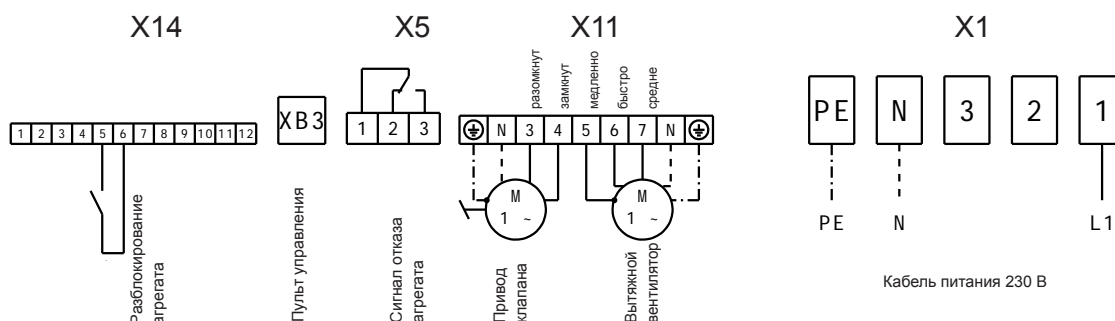 X14
X5
X11
X1
разомкнут
замкнут
медленно
быстро
средне
1 2 3 4 5 6 7 8 9 10 11 12
XB3
1 2 3
N 3 4 5 6 7 N
PE N 3 2 1
M
1 ~
M
1 ~
PE N L1
Разблокирование
агрегата
Пульт управления
Сигнал отказа
агрегата
Привод
клапана
Вытяжной
вентилятор
Кабель питания 230 В